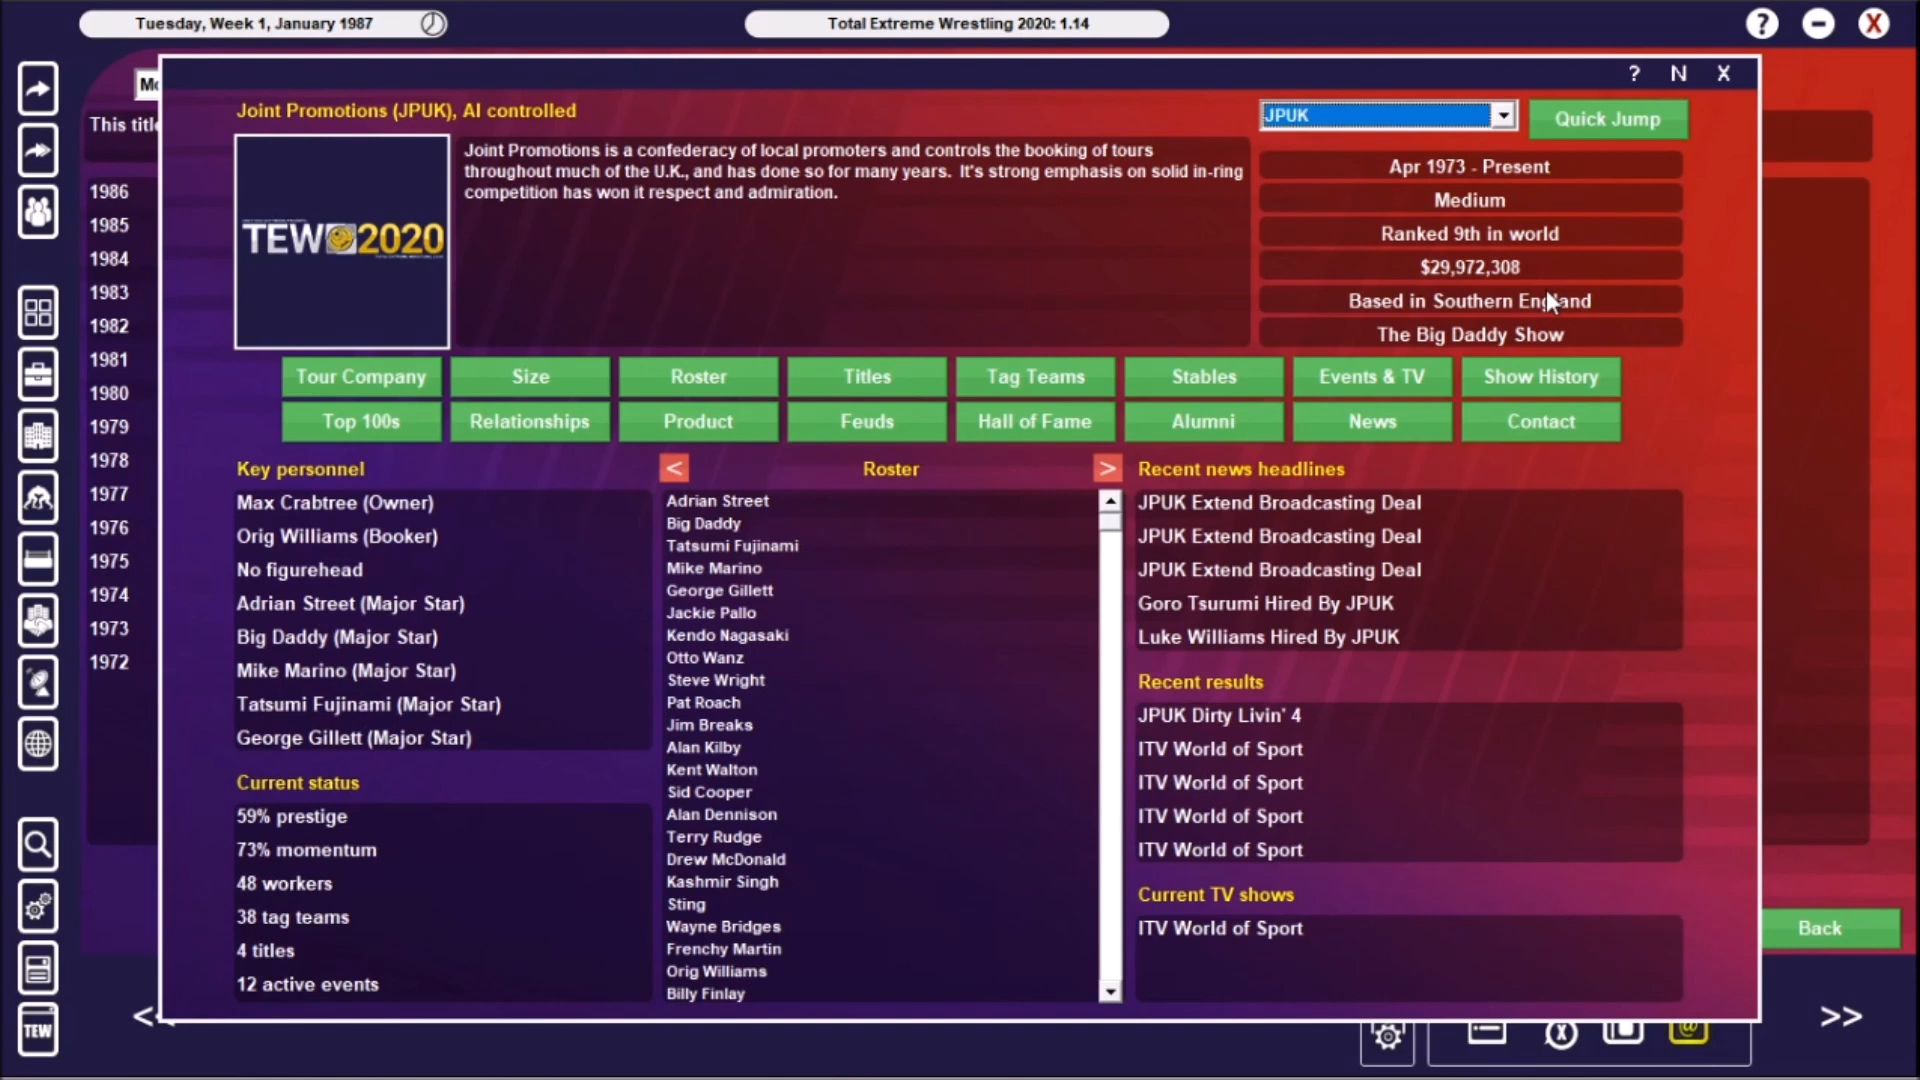 Tuesday, Week 1, January 1987
Total Extreme Wrestling 2020: 1.14
?
X
? N X
Joint Promotions (JPUK), AI controlled
JPUK
Quick Jump
This title
Joint Promotions is a confederacy of local promoters and controls the booking of tours
throughout much of the U.K., and has done so for many years. It's strong emphasis on solid in-ring
competition has won it respect and admiration.
TEW 2020
Apr 1973 - Present
Medium
Ranked 9th in world
$29,972,308
Based in Southern England
The Big Daddy Show
1986
1985
1984
1983
1982
1981
1980
1979
1978
1977
1976
1975
1974
1973
1972
Tour Company
Size
Roster
Titles
Tag Teams
Stables
Events & TV
Show History
Top 100s
Relationships
Product
Feuds
Hall of Fame
Alumni
News
Contact
Key personnel
Max Crabtree (Owner)
Orig Williams (Booker)
No figurehead
Adrian Street (Major Star)
Big Daddy (Major Star)
Mike Marino (Major Star)
Tatsumi Fujinami (Major Star)
George Gillett (Major Star)
Current status
59% prestige
73% momentum
48 workers
38 tag teams
4 titles
12 active events
< Roster >
Adrian Street
Big Daddy
Tatsumi Fujinami
Mike Marino
George Gillett
Jackie Pallo
Kendo Nagasaki
Otto Wanz
Steve Wright
Pat Roach
Jim Breaks
Alan Kilby
Kent Walton
Sid Cooper
Alan Dennison
Terry Rudge
Drew McDonald
Kashmir Singh
Sting
Wayne Bridges
Frenchy Martin
Orig Williams
Billy Finlay
Recent news headlines
JPUK Extend Broadcasting Deal
JPUK Extend Broadcasting Deal
JPUK Extend Broadcasting Deal
Goro Tsurumi Hired By JPUK
Luke Williams Hired By JPUK
Recent results
JPUK Dirty Livin' 4
ITV World of Sport
ITV World of Sport
ITV World of Sport
ITV World of Sport
Current TV shows
ITV World of Sport
Back
TEW
>>